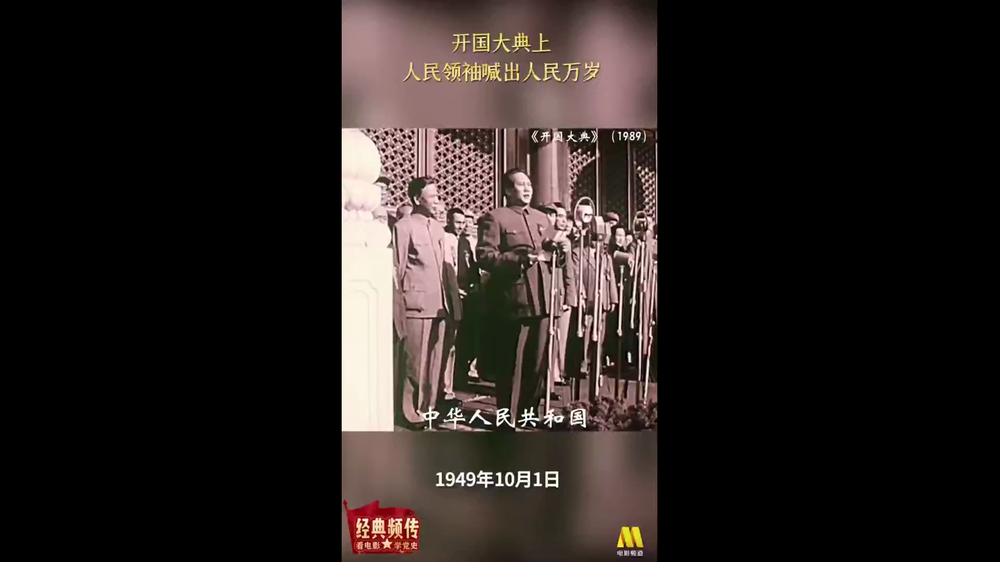 开国大典上
人民领袖喊出人民万岁
《开国大典》（1989）
中华人民共和国
1949年10月1日
经典频传
看电影★学党史
电影频道